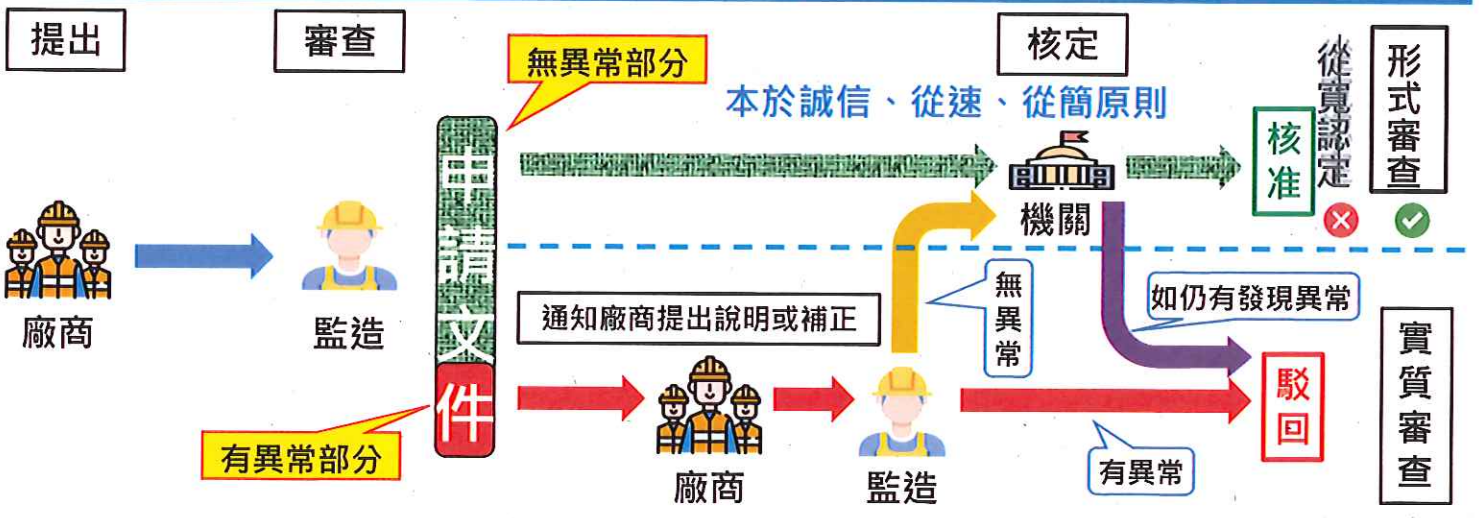 提出
審查
無異常部分
核定
本於誠信、從速、從簡原則
核准
從寬認定
形式審查
申請文件
廠商
監造
機關
無異常
如仍有發現異常
通知廠商提出說明或補正
有異常部分
廠商
監造
有異常
駁回
實質審查